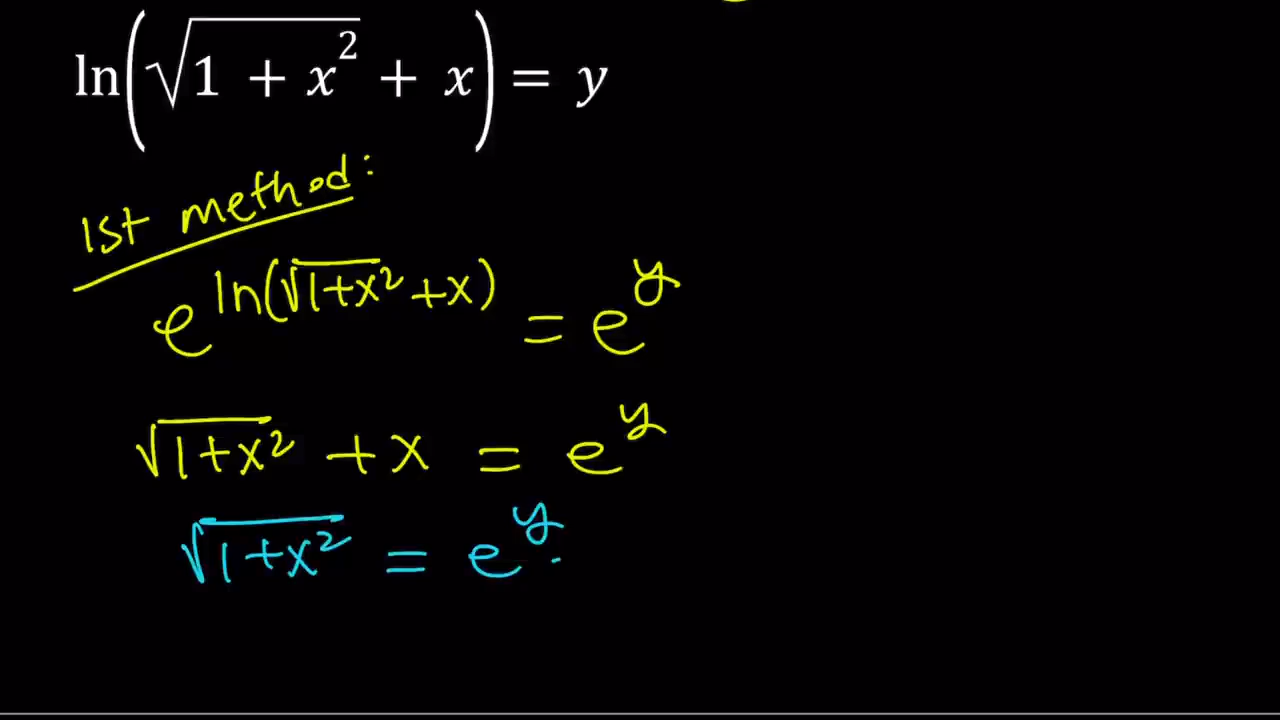 ln(√(1 + x²) + x) = y
1st method:
e^(ln(√(1+x²) + x)) = e^y
√(1+x²) + x = e^y
√(1+x²) = e^y